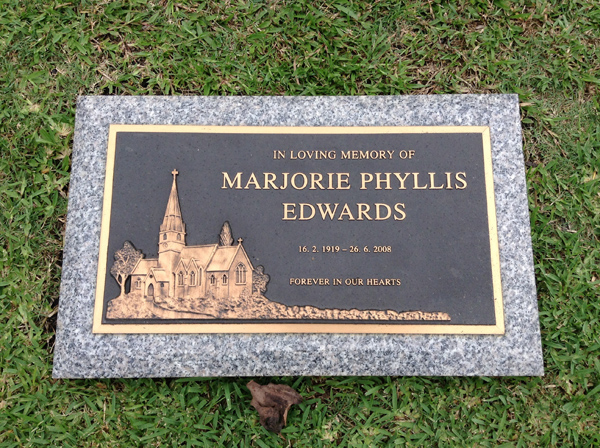 IN LOVING MEMORY OF
MARJORIE PHYLLIS
EDWARDS
16. 2. 1919 – 26. 6. 2008
FOREVER IN OUR HEARTS